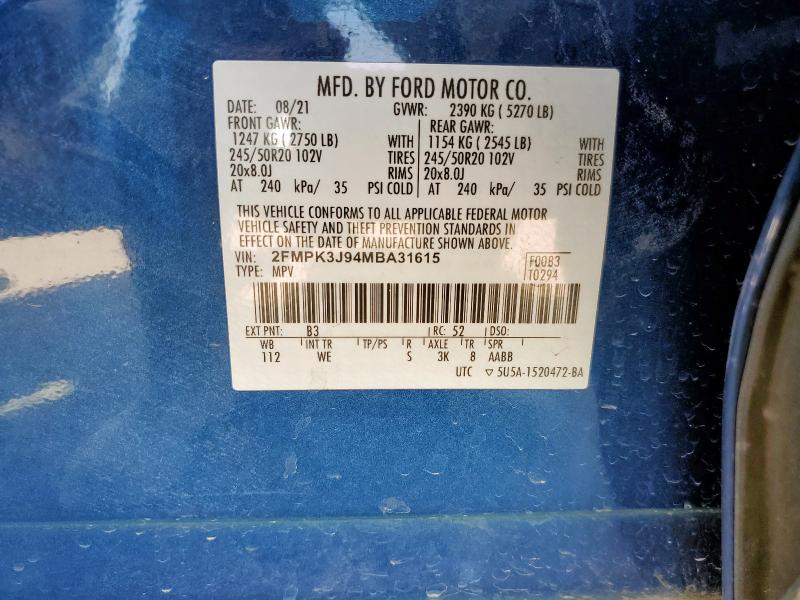 MFD. BY FORD MOTOR CO.
DATE: 08/21 GVWR: 2390 KG ( 5270 LB)
FRONT GAWR: REAR GAWR:
1247 KG ( 2750 LB) WITH 1154 KG ( 2545 LB) WITH
245/50R20 102V TIRES 245/50R20 102V TIRES
20x8.0J RIMS 20x8.0J RIMS
AT 240 kPa/ 35 PSI COLD AT 240 kPa/ 35 PSI COLD
THIS VEHICLE CONFORMS TO ALL APPLICABLE FEDERAL MOTOR
VEHICLE SAFETY AND THEFT PREVENTION STANDARDS IN
EFFECT ON THE DATE OF MANUFACTURE SHOWN ABOVE.
VIN: 2FMPK3J94MBA31615 F00B3
TYPE: MPV T0294
EXT PNT: B3 RC: 52 DSO:
WB INT TR TP/PS R AXLE TR SPR
112 WE S 3K 8 AABB
UTC ▽ 5U5A-1520472-BA